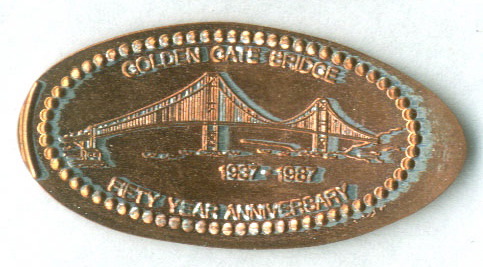 GOLDEN GATE BRIDGE
1937 · 1987
FIFTY YEAR ANNIVERSARY